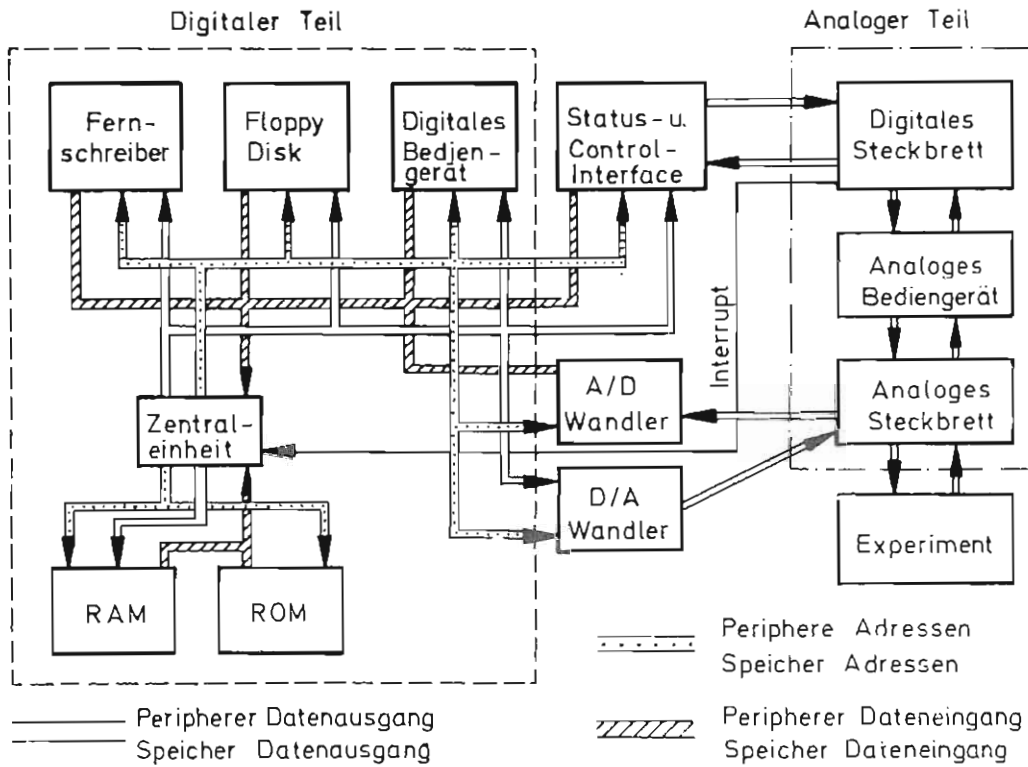 Digitaler Teil
Analoger Teil
Fern-
schreiber
Floppy
Disk
Digitales
Bedien-
gerät
Status- u.
Control-
Interface
Digitales
Steckbrett
Analoges
Bediengerät
Interrupt
A/D
Wandler
Analoges
Steckbrett
Zentral-
einheit
D/A
Wandler
Experiment
RAM
ROM
Periphere Adressen
Speicher Adressen
Peripherer Datenausgang
Speicher Datenausgang
Peripherer Dateneingang
Speicher Dateneingang